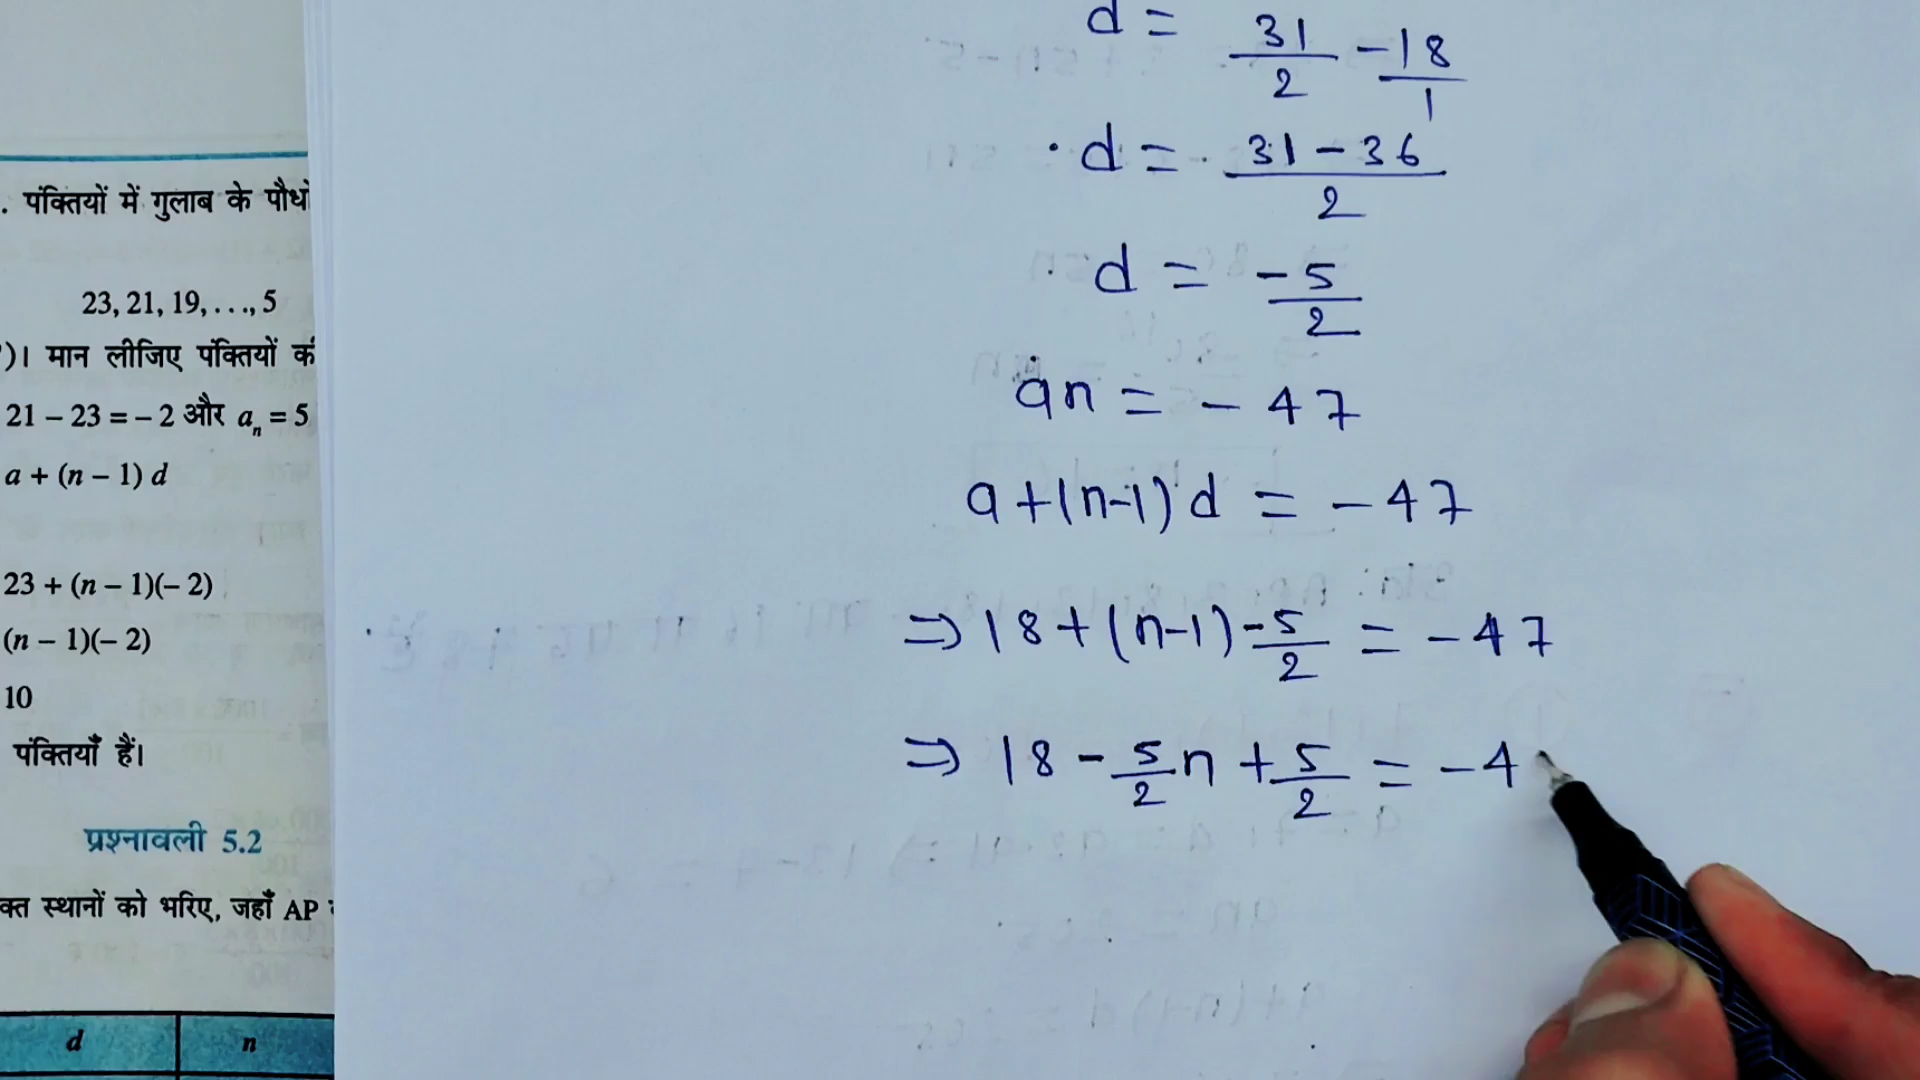 . पंक्तियों में गुलाब के
23, 21, 19, . . ., 5
)। मान लीजिए पंक्तियों
21 – 23 = – 2 और aₙ = 5
a + (n – 1) d
23 + (n – 1)(– 2)
(n – 1)(– 2)
10
पंक्तियाँ हैं।
प्रश्नावली 5.2
स्थानों को भरिए, जहाँ AP
d n
d = 31/2 - 18/1
d = 31 - 36/2
d = -5/2
an = - 47
a + (n-1) d = - 47
⇒ 18 + (n-1) -5/2 = - 47
⇒ 18 - 5/2 n + 5/2 = - 4